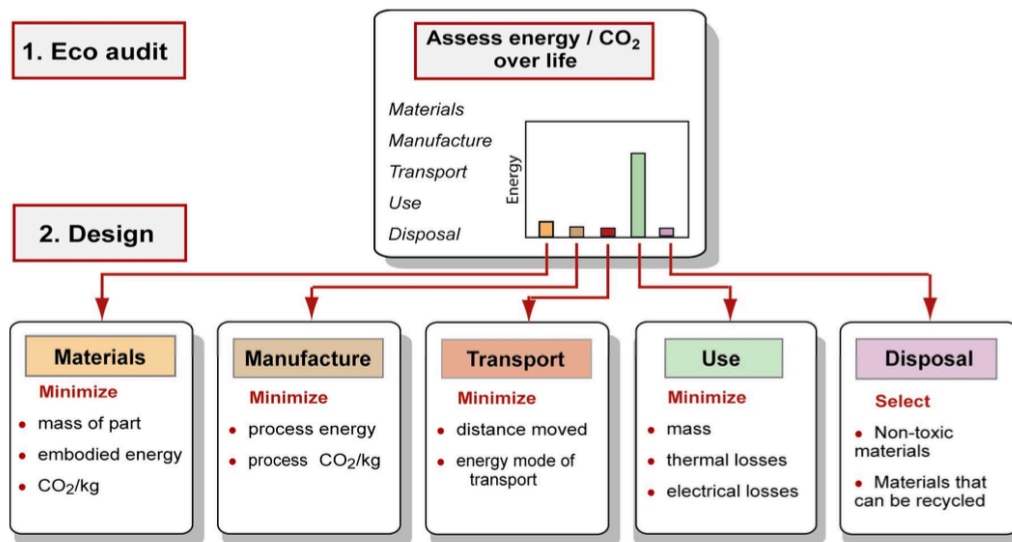 1. Eco audit
Assess energy / CO₂
over life
Materials
Manufacture
Transport
Use
Disposal
Energy
2. Design
Materials
Minimize
• mass of part
• embodied energy
• CO₂/kg
Manufacture
Minimize
• process energy
• process CO₂/kg
Transport
Minimize
• distance moved
• energy mode of
transport
Use
Minimize
• mass
• thermal losses
• electrical losses
Disposal
Select
• Non-toxic
materials
• Materials that
can be recycled